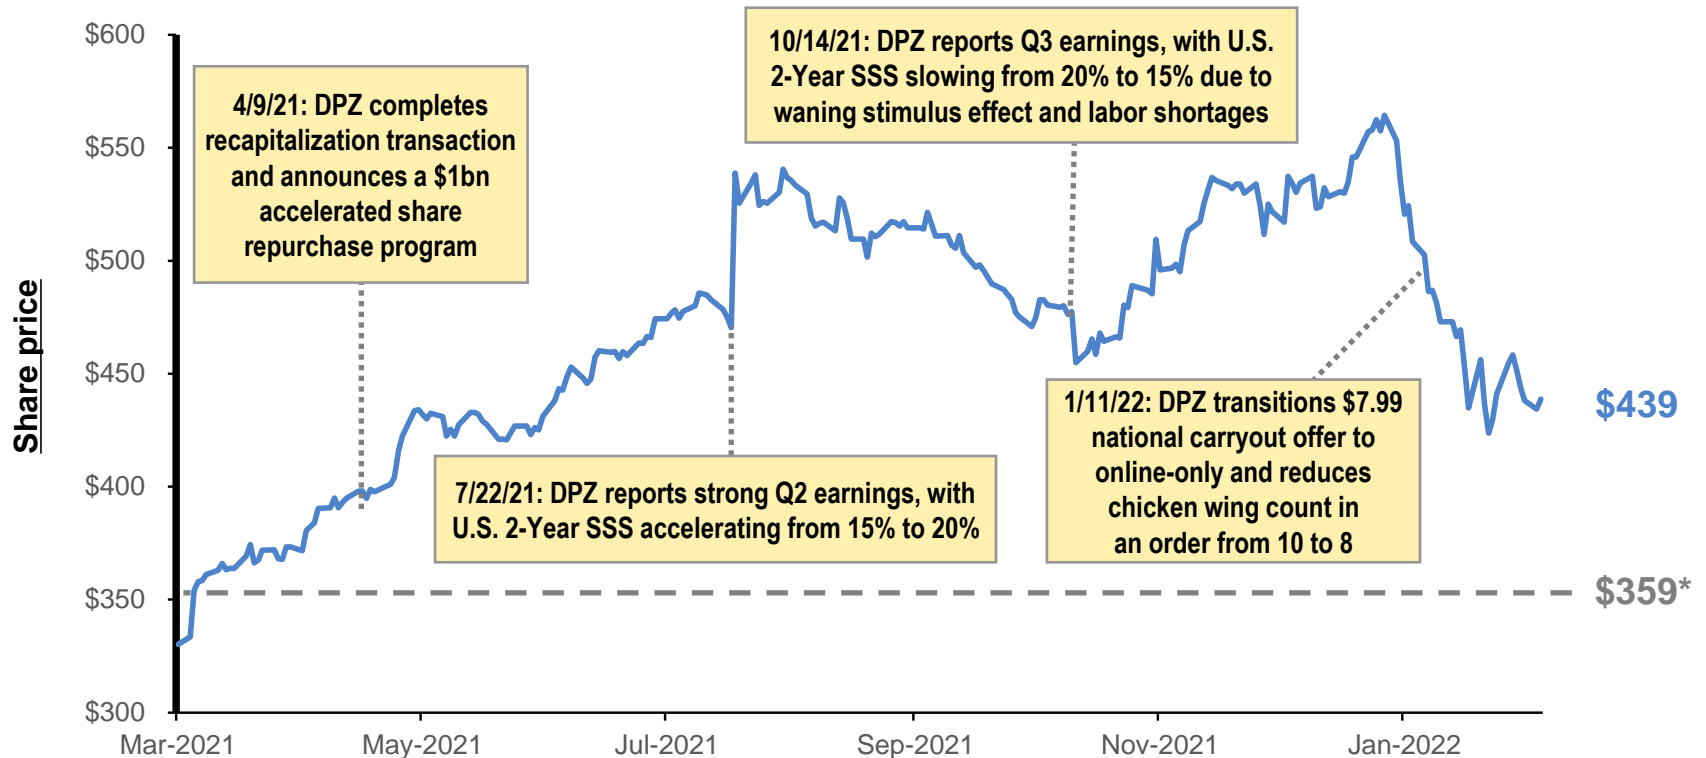 Share price
$600
$550
$500
$450
$400
$350
$300
4/9/21: DPZ completes
recapitalization transaction
and announces a $1bn
accelerated share
repurchase program
10/14/21: DPZ reports Q3 earnings, with U.S.
2-Year SSS slowing from 20% to 15% due to
waning stimulus effect and labor shortages
7/22/21: DPZ reports strong Q2 earnings, with
U.S. 2-Year SSS accelerating from 15% to 20%
1/11/22: DPZ transitions $7.99
national carryout offer to
online-only and reduces
chicken wing count in
an order from 10 to 8
$439
$359*
Mar-2021
May-2021
Jul-2021
Sep-2021
Nov-2021
Jan-2022